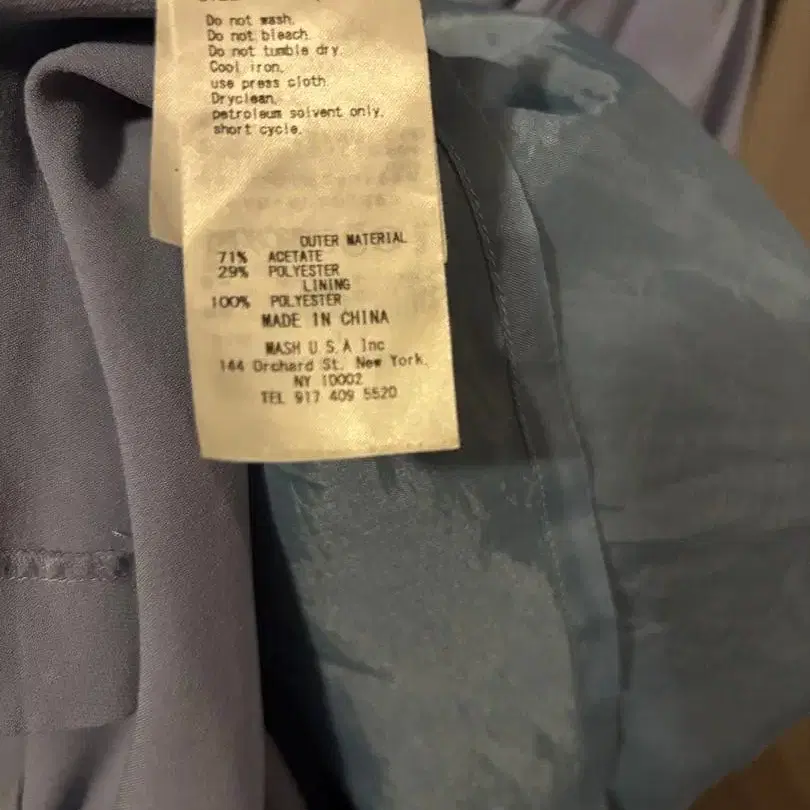 Do not wash.
Do not bleach.
Do not tumble dry.
Cool iron.
use press cloth.
Dryclean,
petroleum solvent only.
short cycle.
OUTER MATERIAL
71% ACETATE
29% POLYESTER
LINING
100% POLYESTER
MADE IN CHINA
MASH U.S.A Inc
144 Orchard St. New York.
NY 10002
TEL 917 409 5520